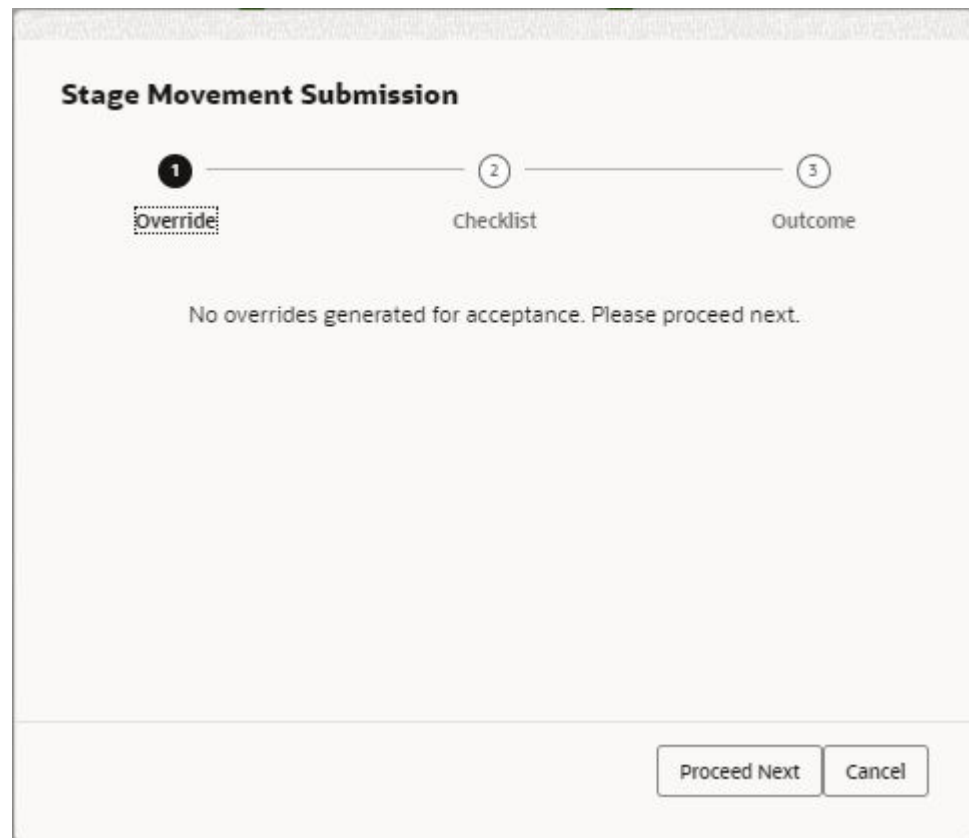 Stage Movement Submission
1 2 3
Override Checklist Outcome
No overrides generated for acceptance. Please proceed next.
Proceed Next Cancel